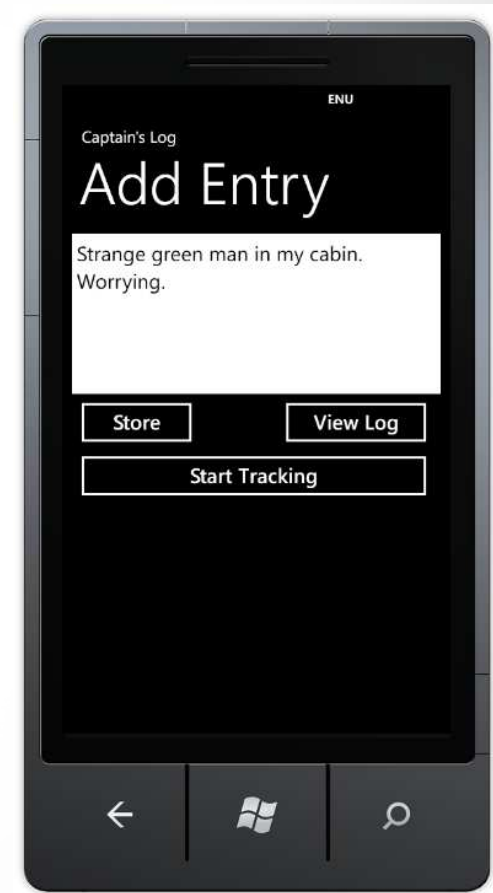 ENU
Captain's Log
Add Entry
Strange green man in my cabin.
Worrying.
Store
View Log
Start Tracking